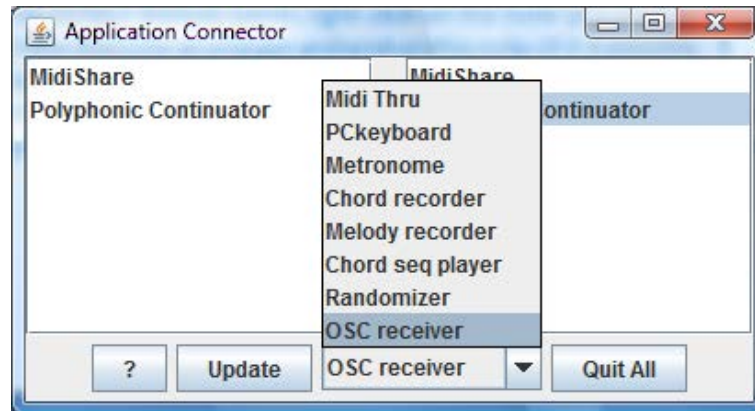 Application Connector
MidiShare
Polyphonic Continuator
MidiShare
ontinuator
Midi Thru
PCkeyboard
Metronome
Chord recorder
Melody recorder
Chord seq player
Randomizer
OSC receiver
?
Update
OSC receiver
Quit All